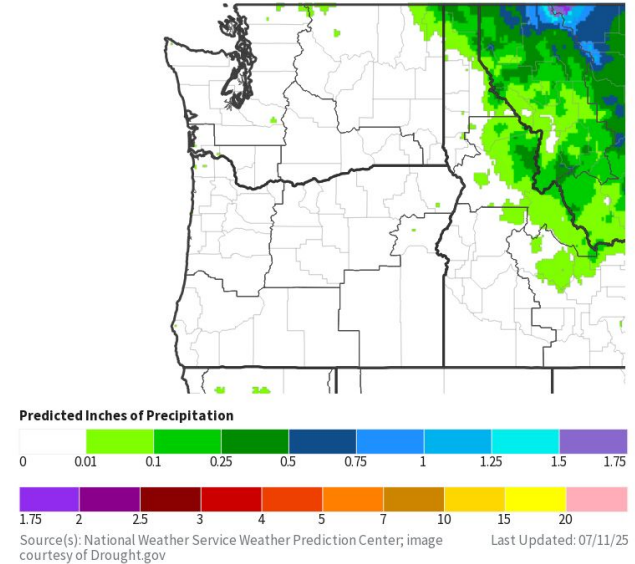 Predicted Inches of Precipitation
0 0.01 0.1 0.25 0.5 0.75 1 1.25 1.5 1.75
1.75 2 2.5 3 4 5 7 10 15 20
Source(s): National Weather Service Weather Prediction Center; image Last Updated: 07/11/25
courtesy of Drought.gov